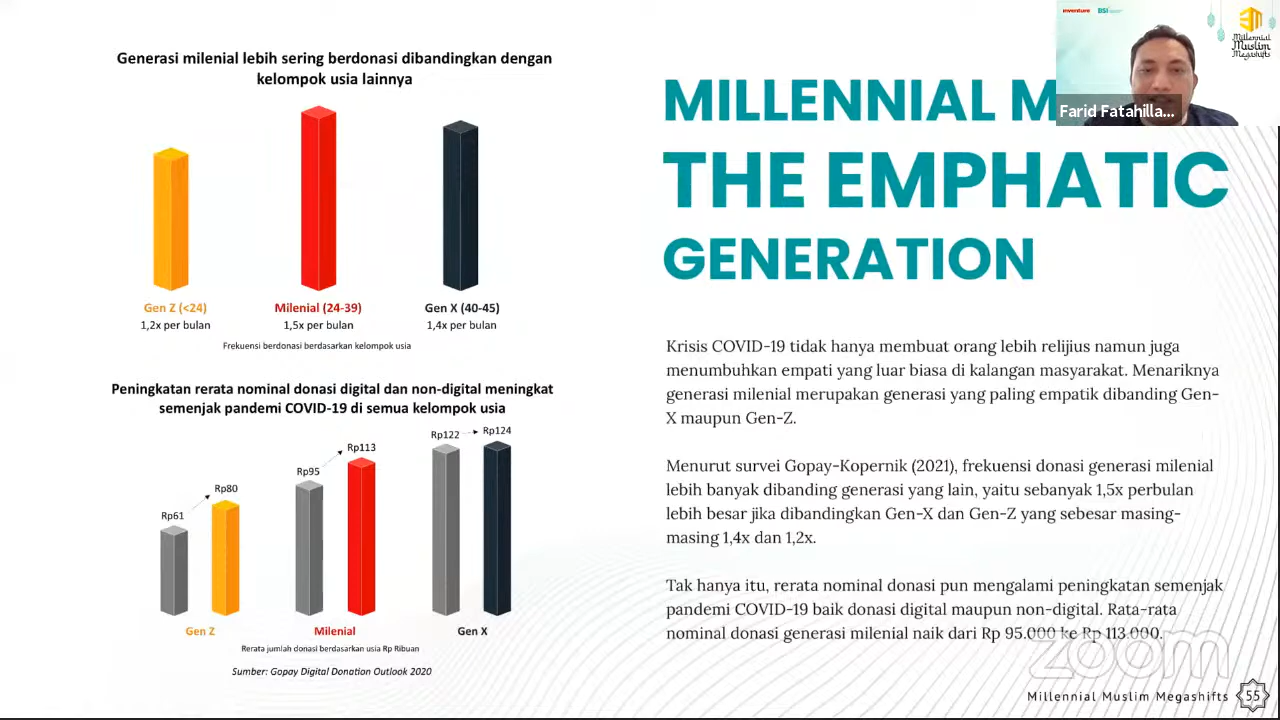 Generasi milenial lebih sering berdonasi dibandingkan dengan
kelompok usia lainnya
Gen Z (<24)
Milenial (24-39)
Gen X (40-45)
1,2x per bulan
1,5x per bulan
1,4x per bulan
Frekuensi berdonasi berdasarkan kelompok usia
Peningkatan rerata nominal donasi digital dan non-digital meningkat
semenjak pandemi COVID-19 di semua kelompok usia
Rp61
Rp80
Rp95
Rp113
Rp122
Rp124
Gen Z
Milenial
Gen X
Rerata jumlah donasi berdasarkan usia Rp Ribuan
Sumber: Gopay Digital Donation Outlook 2020
inventure
BSI
Millennial
Muslim
Megashifts
Farid Fatahilla...
MILLENNIAL M
THE EMPHATIC
GENERATION
Krisis COVID-19 tidak hanya membuat orang lebih relijius namun juga
menumbuhkan empati yang luar biasa di kalangan masyarakat. Menariknya
generasi milenial merupakan generasi yang paling empatik dibanding Gen-
X maupun Gen-Z.
Menurut survei Gopay-Kopernik (2021), frekuensi donasi generasi milenial
lebih banyak dibanding generasi yang lain, yaitu sebanyak 1,5x perbulan
lebih besar jika dibandingkan Gen-X dan Gen-Z yang sebesar masing-
masing 1,4x dan 1,2x.
Tak hanya itu, rerata nominal donasi pun mengalami peningkatan semenjak
pandemi COVID-19 baik donasi digital maupun non-digital. Rata-rata
nominal donasi generasi milenial naik dari Rp 95.000 ke Rp 113.000.
zoom
Millennial Muslim Megashifts
55